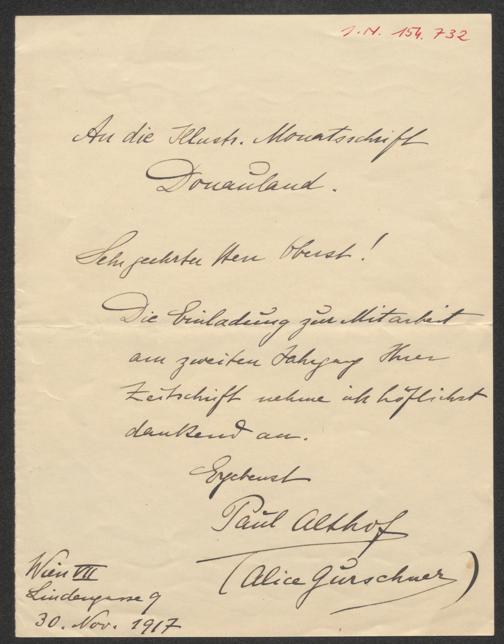 I.N. 154.732
An die Illustr. Monatsschrift
Donauland.
Sehr geehrter Herr Oberst!
Die Einladung zur Mitarbeit
am zweiten Jahrgang Ihrer
Zeitschrift nehme ich höflichst
dankend an.
Ergebenst
Paul Althof
(Alice Gurschner)
Wien VII
Lindengasse 9
30. Nov. 1917